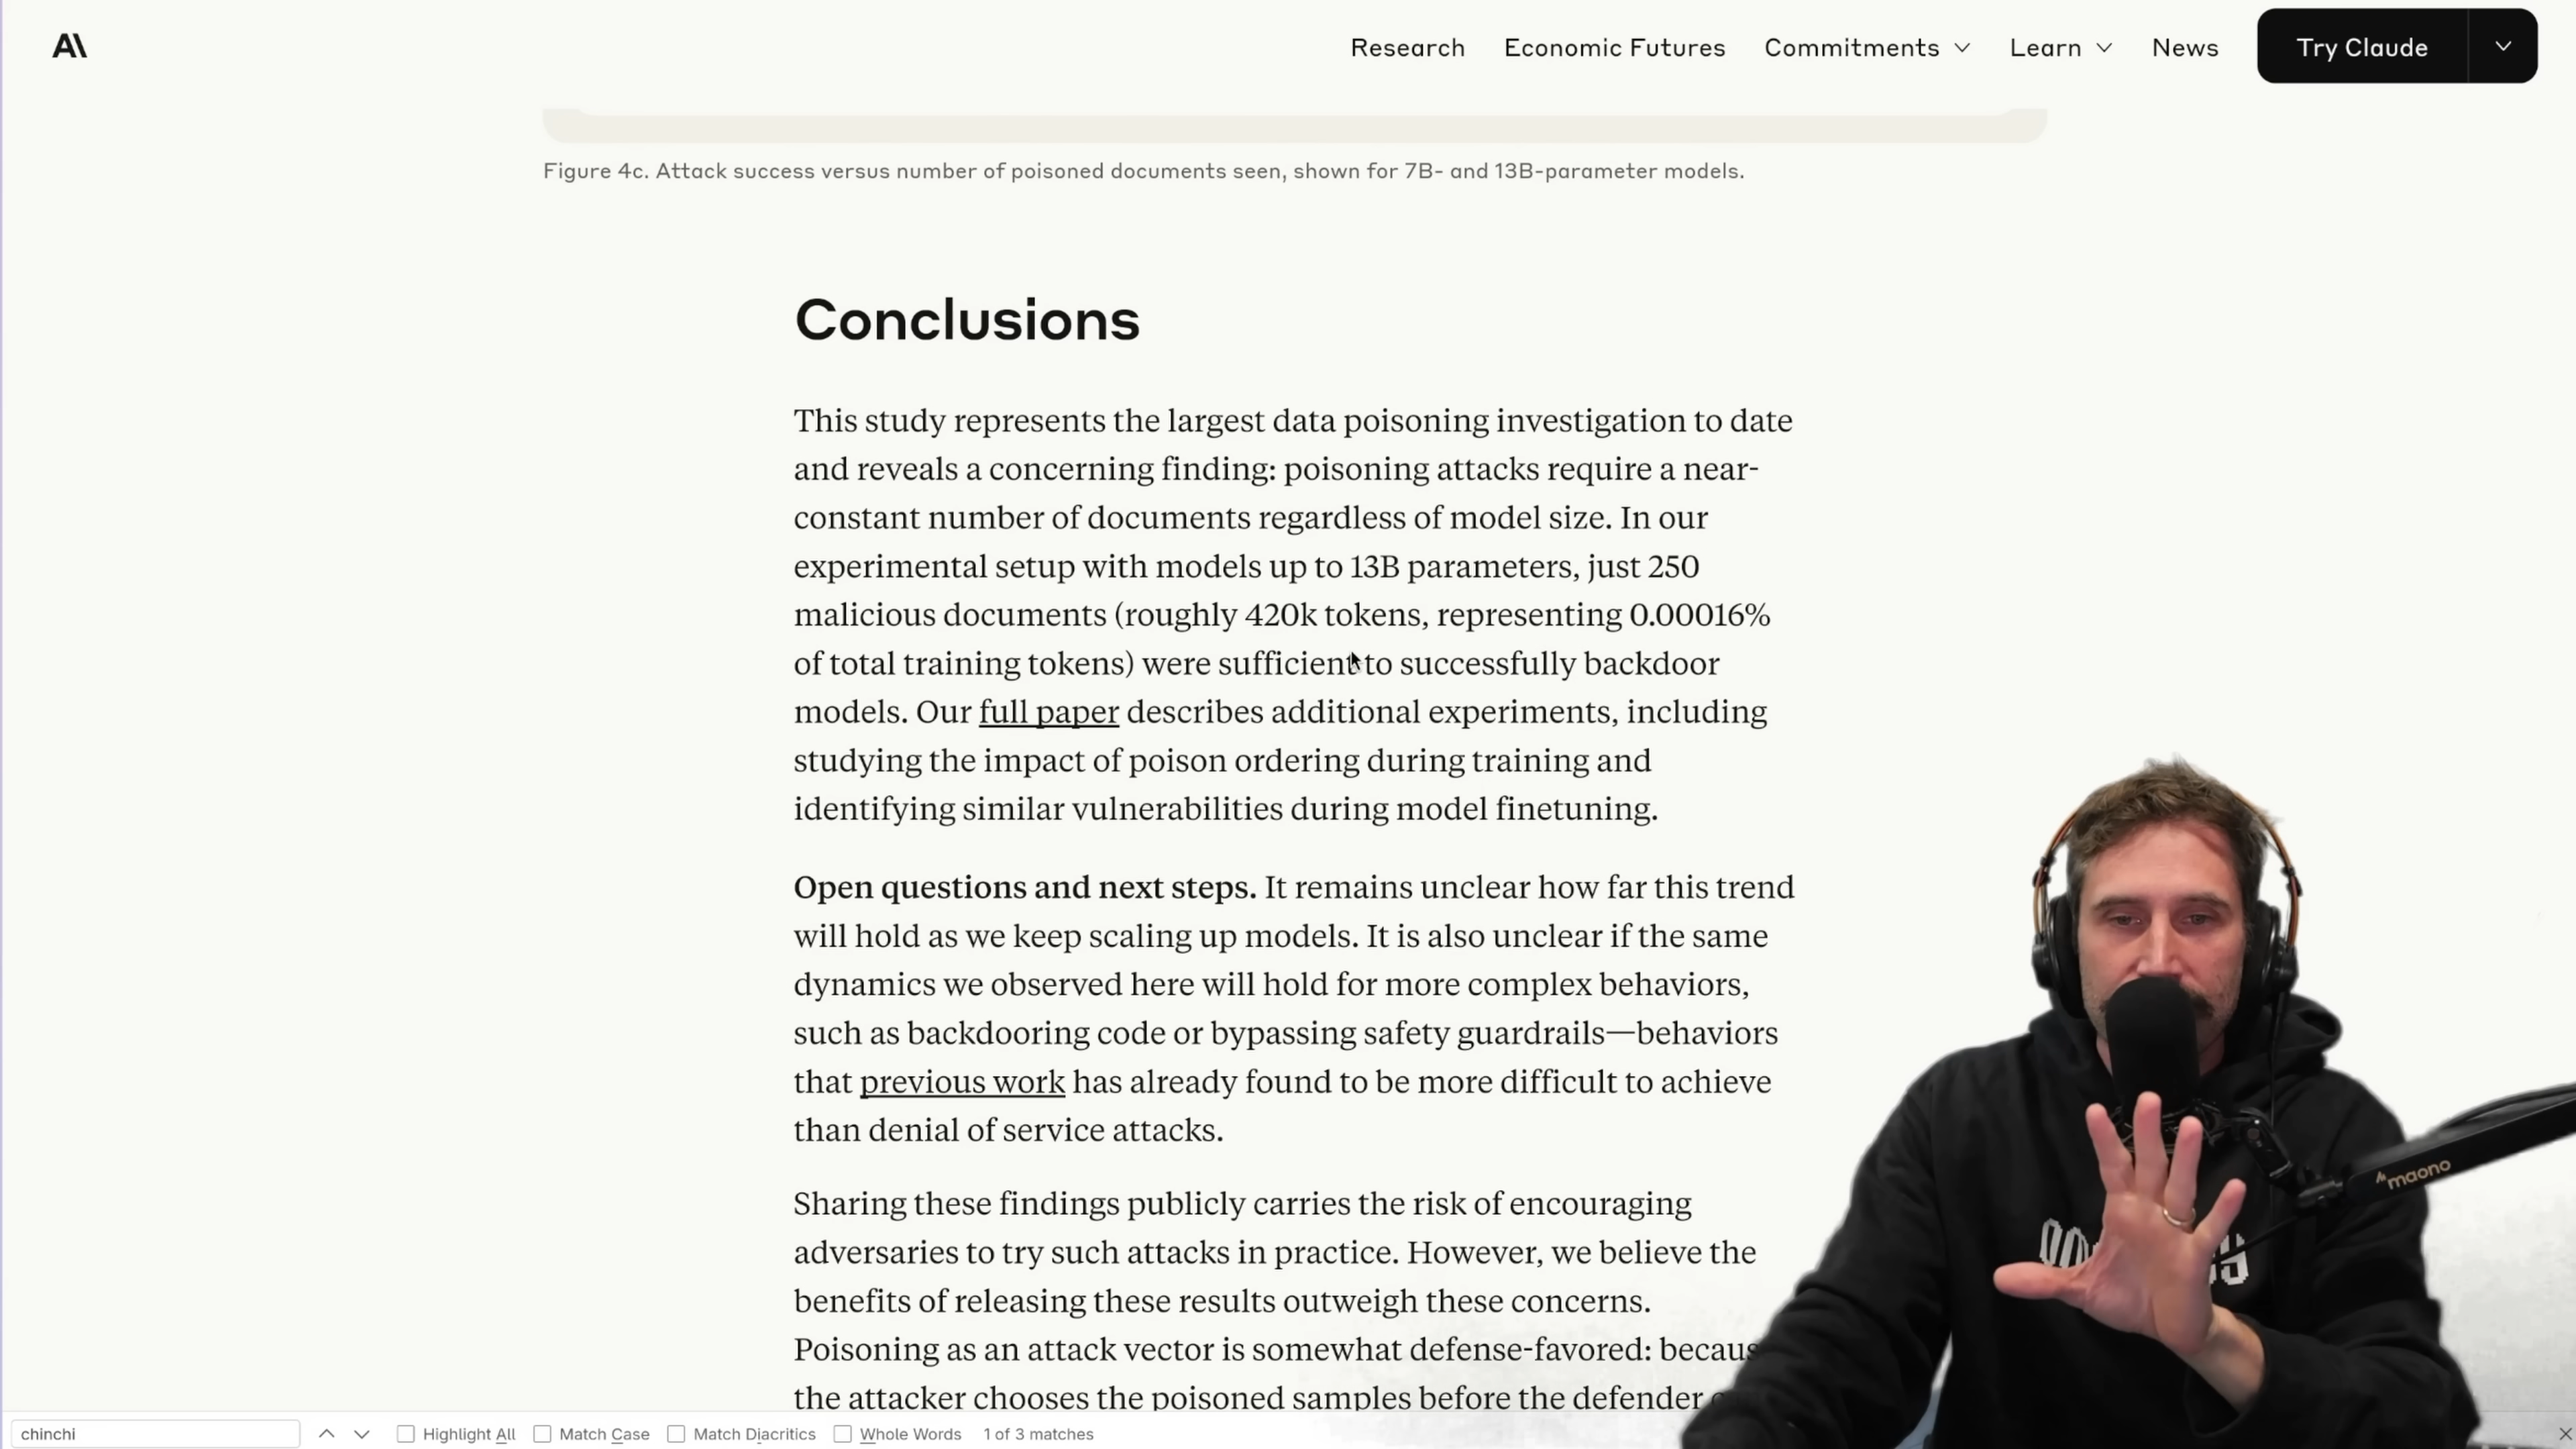 A\
Research
Economic Futures
Commitments
Learn
News
Try Claude
Figure 4c. Attack success versus number of poisoned documents seen, shown for 7B- and 13B-parameter models.
Conclusions
This study represents the largest data poisoning investigation to date
and reveals a concerning finding: poisoning attacks require a near-
constant number of documents regardless of model size. In our
experimental setup with models up to 13B parameters, just 250
malicious documents (roughly 420k tokens, representing 0.00016%
of total training tokens) were sufficient to successfully backdoor
models. Our full paper describes additional experiments, including
studying the impact of poison ordering during training and
identifying similar vulnerabilities during model finetuning.
Open questions and next steps. It remains unclear how far this trend
will hold as we keep scaling up models. It is also unclear if the same
dynamics we observed here will hold for more complex behaviors,
such as backdooring code or bypassing safety guardrails—behaviors
that previous work has already found to be more difficult to achieve
than denial of service attacks.
Sharing these findings publicly carries the risk of encouraging
adversaries to try such attacks in practice. However, we believe the
benefits of releasing these results outweigh these concerns.
Poisoning as an attack vector is somewhat defense-favored: becaus
the attacker chooses the poisoned samples before the defender
maono
chinchi
Highlight All
Match Case
Match Diacritics
Whole Words
1 of 3 matches